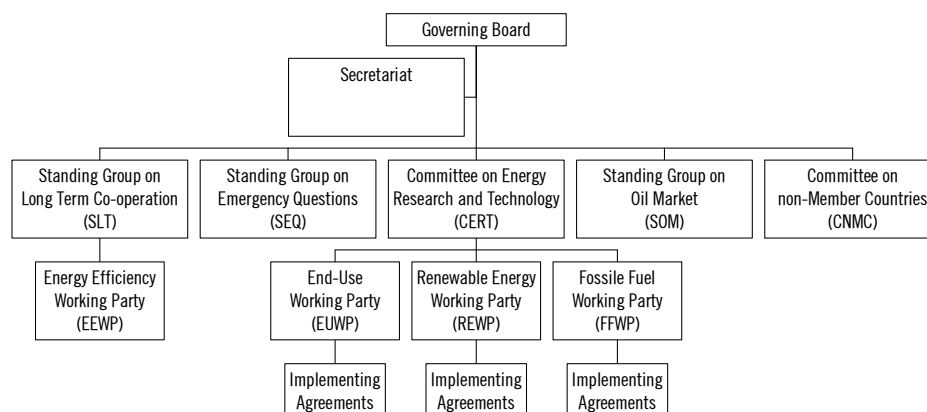 Governing Board
Secretariat
Standing Group on
Long Term Co-operation
(SLT)
Standing Group on
Emergency Questions
(SEQ)
Committee on Energy
Research and Technology
(CERT)
Standing Group on
Oil Market
(SOM)
Committee on
non-Member Countries
(CNMC)
Energy Efficiency
Working Party
(EEWP)
End-Use
Working Party
(EUWP)
Renewable Energy
Working Party
(REWP)
Fossile Fuel
Working Party
(FFWP)
Implementing
Agreements
Implementing
Agreements
Implementing
Agreements